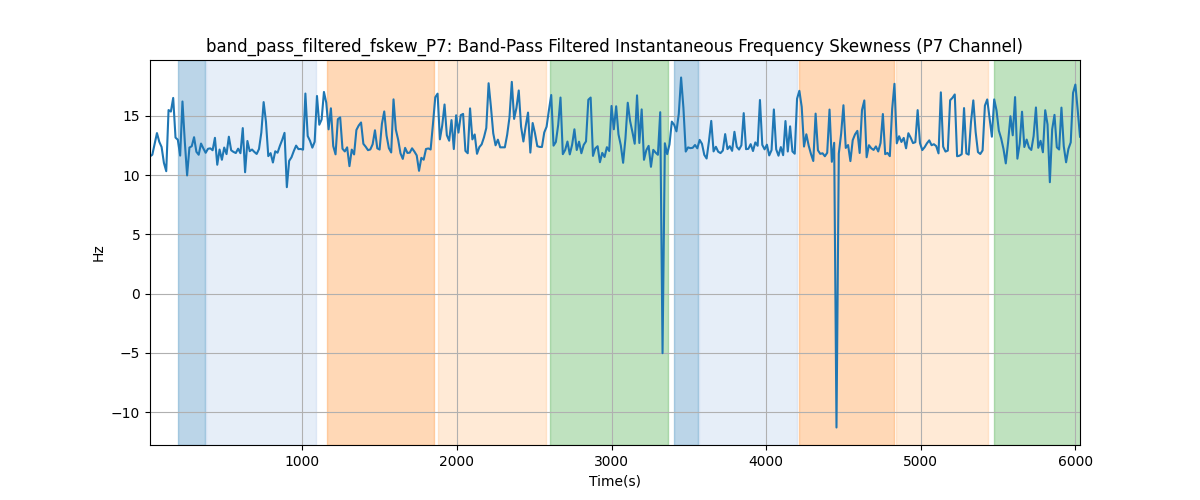 band_pass_filtered_fskew_P7: Band-Pass Filtered Instantaneous Frequency Skewness (P7 Channel)
15
10
5
0
−5
−10
Hz
1000 2000 3000 4000 5000 6000
Time(s)